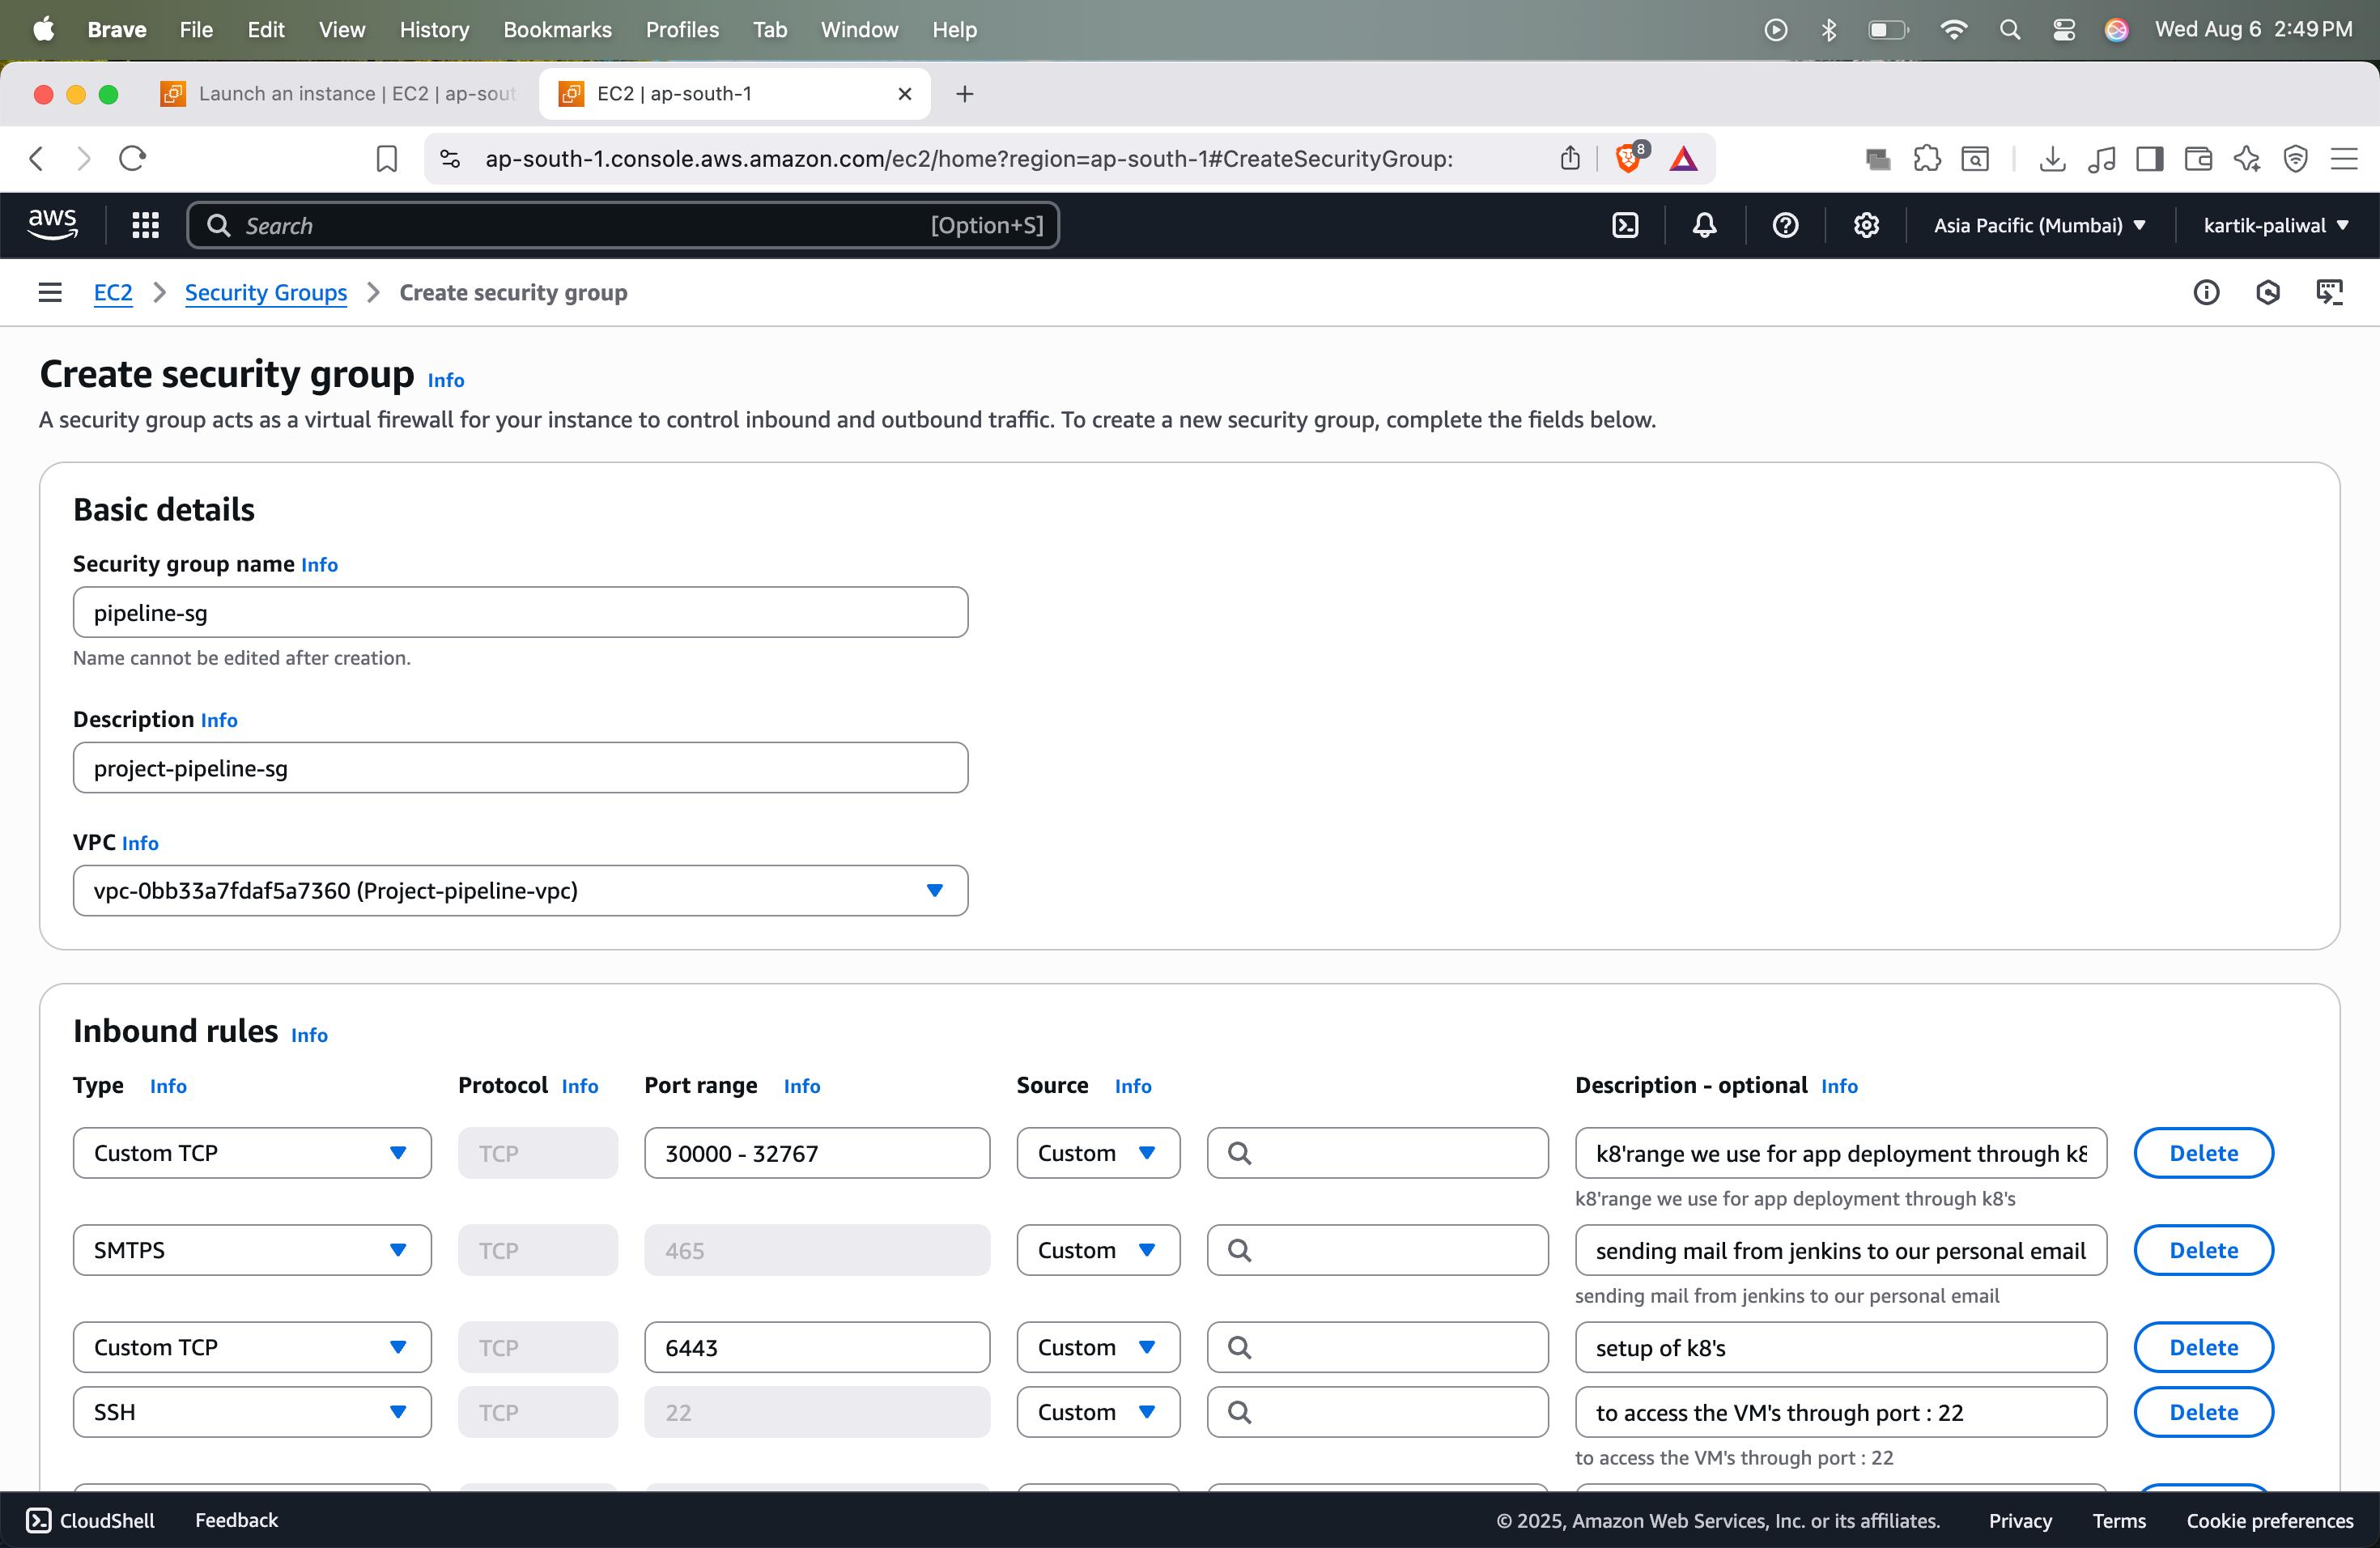 Brave File Edit View History Bookmarks Profiles Tab Window Help Wed Aug 6 2:49 PM
Launch an instance | EC2 | ap-sout EC2 | ap-south-1
ap-south-1.console.aws.amazon.com/ec2/home?region=ap-south-1#CreateSecurityGroup: 8
aws Search [Option+S] Asia Pacific (Mumbai) kartik-paliwal
EC2 Security Groups Create security group
Create security group Info
A security group acts as a virtual firewall for your instance to control inbound and outbound traffic. To create a new security group, complete the fields below.
Basic details
Security group name Info
pipeline-sg
Name cannot be edited after creation.
Description Info
project-pipeline-sg
VPC Info
vpc-0bb33a7fdaf5a7360 (Project-pipeline-vpc)
Inbound rules Info
Type Info Protocol Info Port range Info Source Info Description - optional Info
Custom TCP TCP 30000 - 32767 Custom k8'range we use for app deployment through k8 Delete
k8'range we use for app deployment through k8's
SMTPS TCP 465 Custom sending mail from jenkins to our personal email Delete
sending mail from jenkins to our personal email
Custom TCP TCP 6443 Custom setup of k8's Delete
SSH TCP 22 Custom to access the VM's through port : 22 Delete
to access the VM's through port : 22
CloudShell Feedback © 2025, Amazon Web Services, Inc. or its affiliates. Privacy Terms Cookie preferences